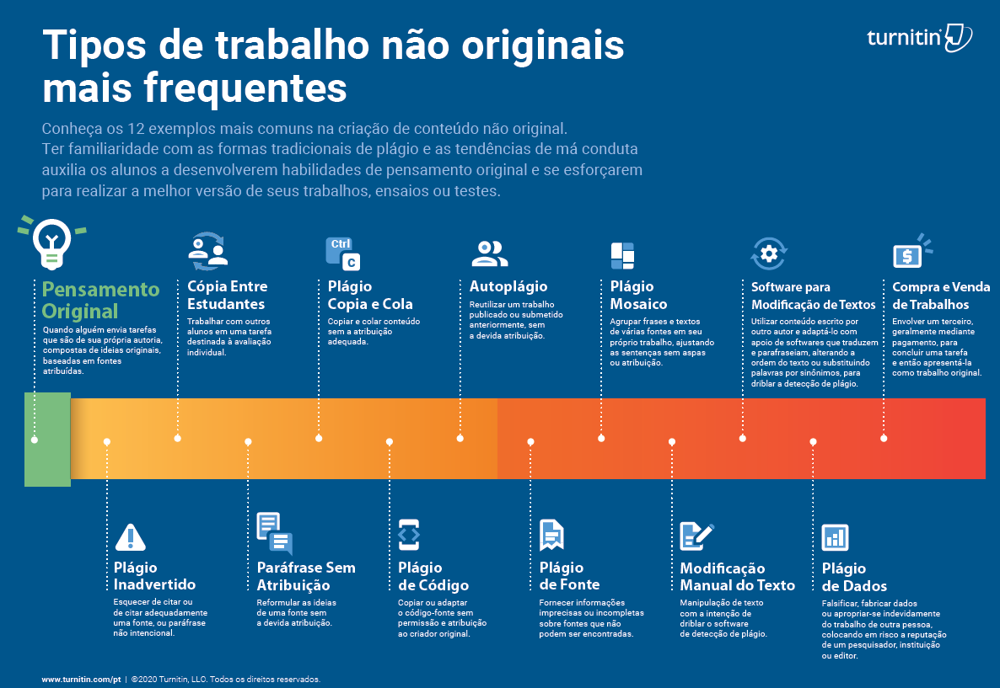 Tipos de trabalho não originais
mais frequentes
turnitin
Conheça os 12 exemplos mais comuns na criação de conteúdo não original.
Ter familiaridade com as formas tradicionais de plágio e as tendências de má conduta
auxilia os alunos a desenvolverem habilidades de pensamento original e se esforçarem
para realizar a melhor versão de seus trabalhos, ensaios ou testes.
Pensamento
Original
Quando alguém envia tarefas
que são de sua própria autoria,
compostas de ideias originais,
baseadas em fontes
atribuídas.
Cópia Entre
Estudantes
Trabalhar com outros
alunos em uma tarefa
destinada à avaliação
individual.
Ctrl
C
Plágio
Copia e Cola
Copiar e colar conteúdo
sem a atribuição
adequada.
Autoplágio
Reutilizar um trabalho
publicado ou submetido
anteriormente, sem
a devida atribuição.
Plágio
Mosaico
Agrupar frases e textos
de várias fontes em seu
próprio trabalho, ajustando
as sentenças sem aspas
ou atribuição.
Software para
Modificação de Textos
Utilizar conteúdo escrito por
outro autor e adaptá-lo com
apoio de softwares que traduzem
e parafraseiam, alterando a
ordem do texto ou substituindo
palavras por sinônimos, para
driblar a detecção de plágio.
$
Compra e Venda
de Trabalhos
Envolver um terceiro,
geralmente mediante
pagamento, para
concluir uma tarefa
e então apresentá-la
como trabalho original.
Plágio
Inadvertido
Esquecer de citar ou
de citar adequadamente
uma fonte, ou paráfrase
não intencional.
Paráfrase Sem
Atribuição
Reformular as ideias
de uma fonte sem
a devida atribuição.
Plágio
de Código
Copiar ou adaptar
o código-fonte sem
permissão e atribuição
ao criador original.
Plágio
de Fonte
Fornecer informações
imprecisas ou incompletas
sobre fontes que não
podem ser encontradas.
Modificação
Manual do Texto
Manipulação de texto
com a intenção de
driblar o software
de detecção de plágio.
Plágio
de Dados
Falsificar, fabricar dados
ou apropriar-se indevidamente
do trabalho de outra pessoa,
colocando em risco a reputação
de um pesquisador, instituição
ou editor.
www.turnitin.com/pt | ©2020 Turnitin, LLC. Todos os direitos reservados.